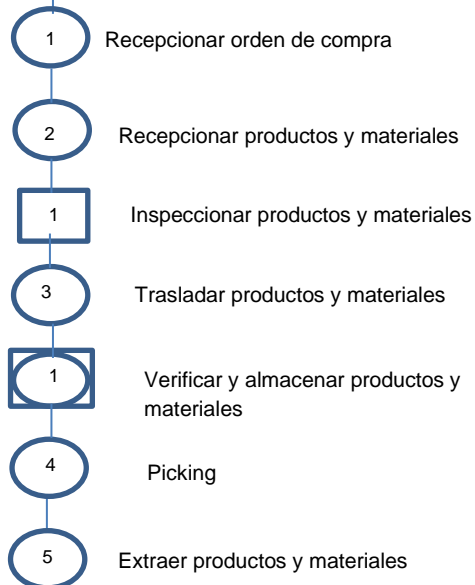 1 Recepcionar orden de compra
2 Recepcionar productos y materiales
1 Inspeccionar productos y materiales
3 Trasladar productos y materiales
1 Verificar y almacenar productos y
materiales
4 Picking
5 Extraer productos y materiales